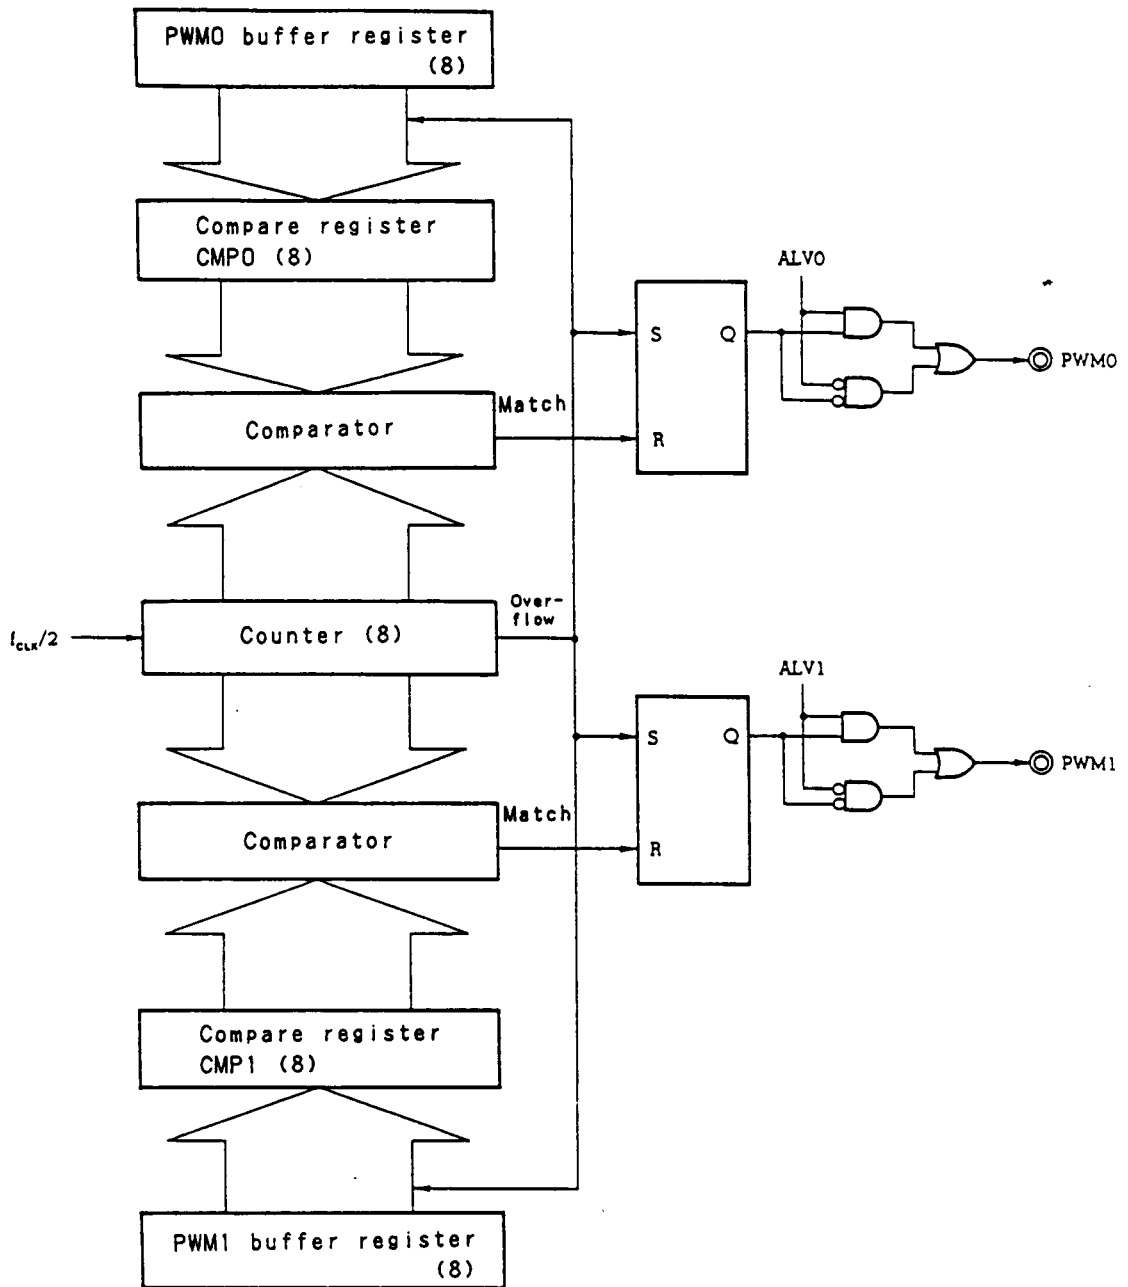 PWM0 buffer register
(8)
Compare register
CMP0 (8)
ALV0
S
Q
PWM0
Match
Comparator
R
Over-
flow
fCLK/2
Counter (8)
ALV1
S
Q
PWM1
Match
Comparator
R
Compare register
CMP1 (8)
PWM1 buffer register
(8)